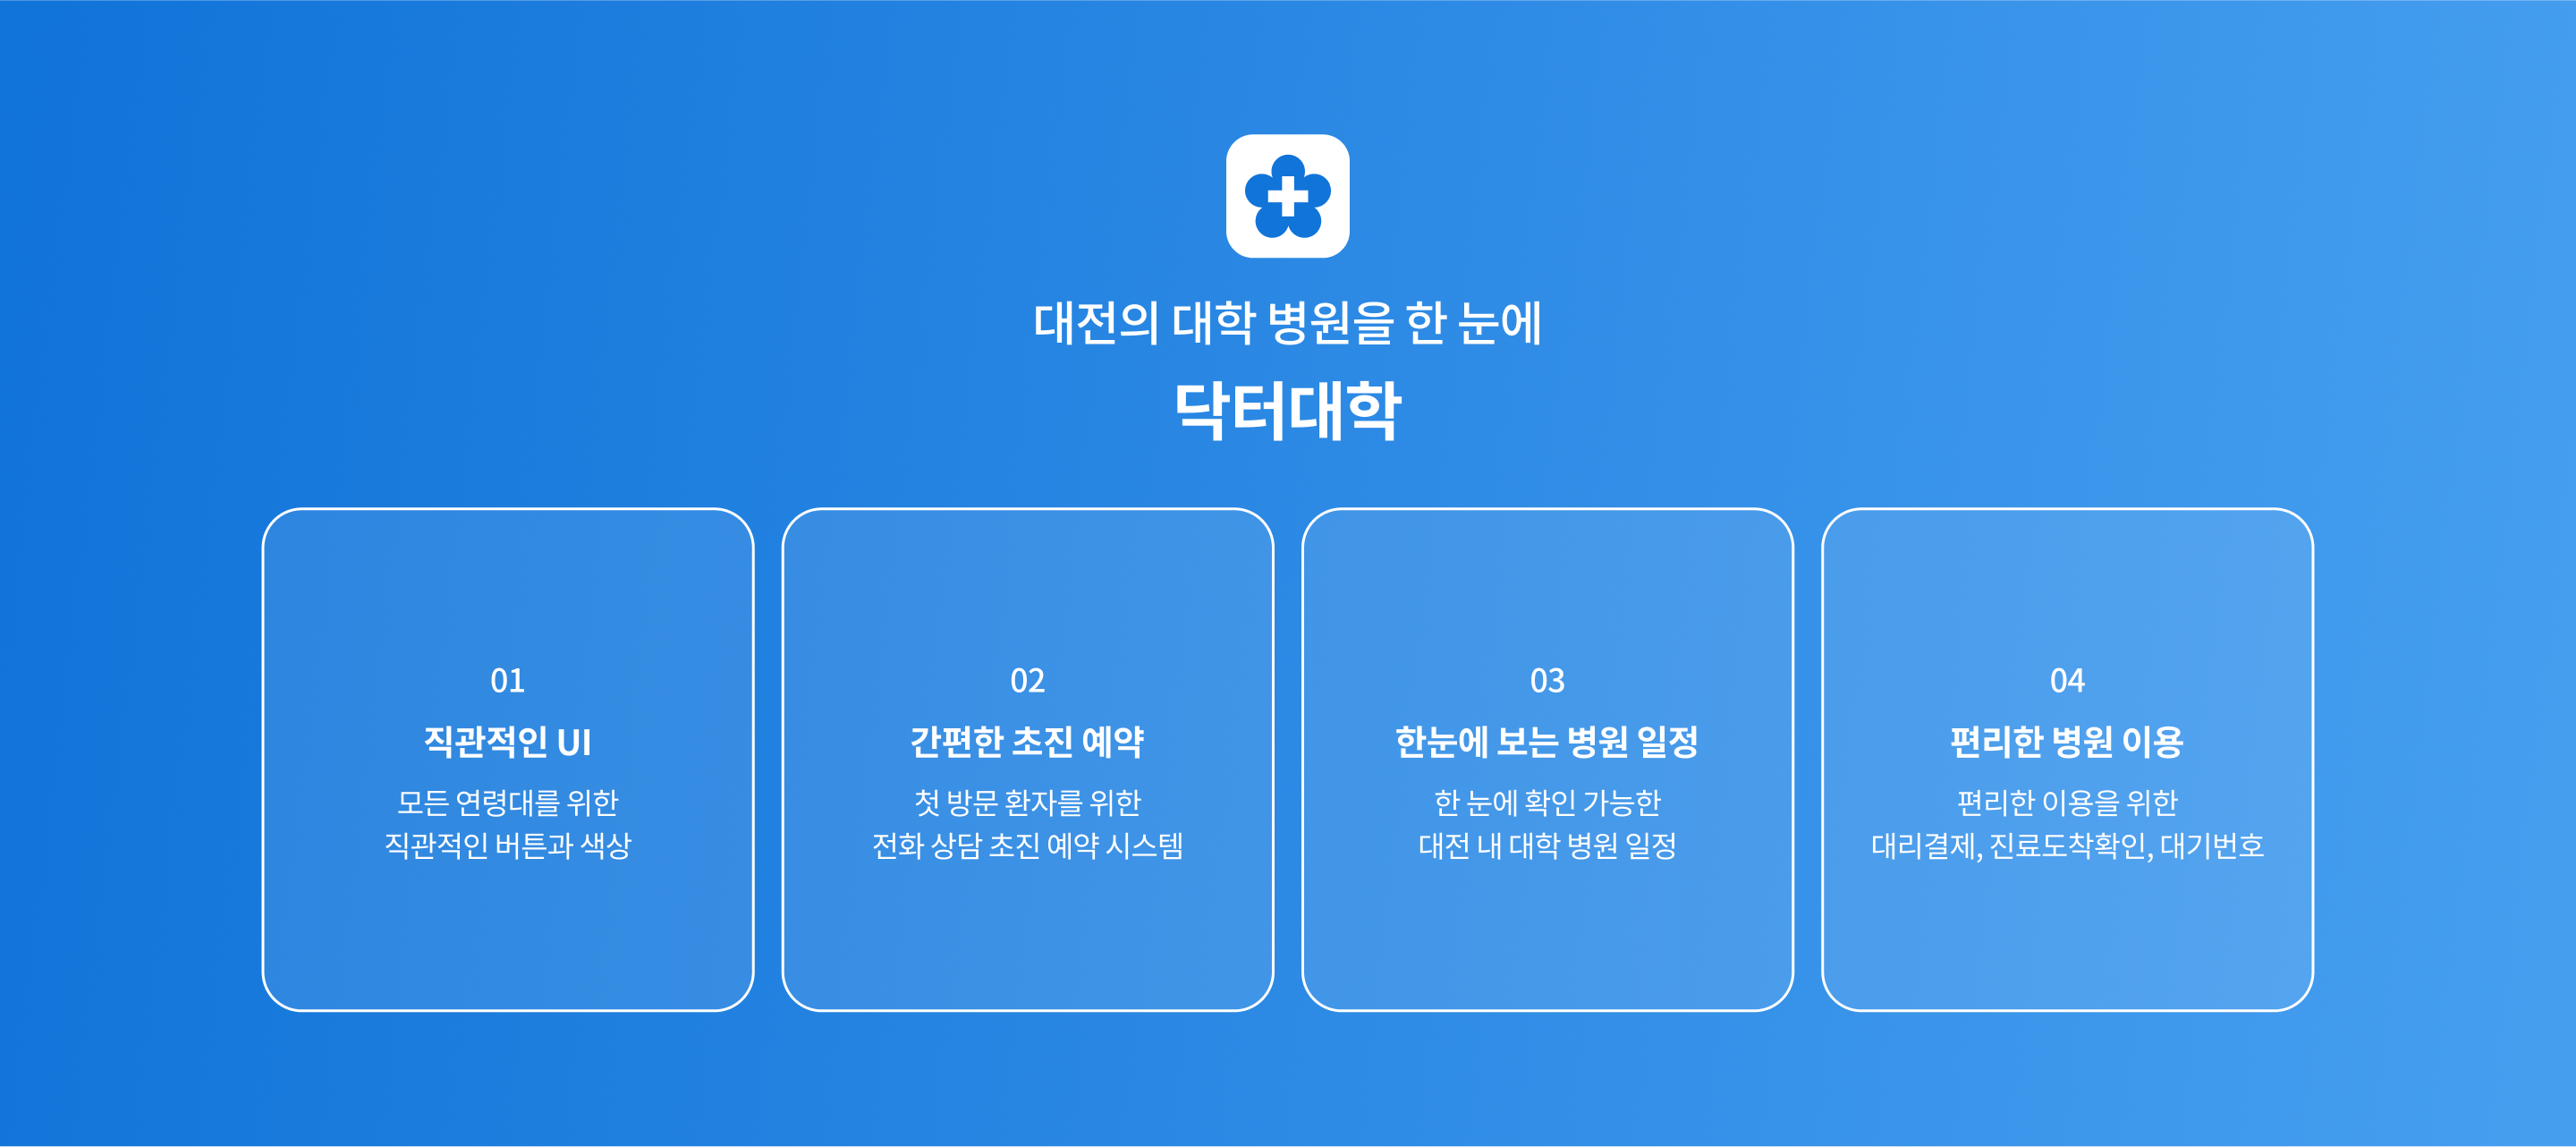 대전의 대학 병원을 한 눈에
닥터대학
01
직관적인 UI
모든 연령대를 위한
직관적인 버튼과 색상
02
간편한 초진 예약
첫 방문 환자를 위한
전화 상담 초진 예약 시스템
03
한눈에 보는 병원 일정
한 눈에 확인 가능한
대전 내 대학 병원 일정
04
편리한 병원 이용
편리한 이용을 위한
대리결제, 진료도착확인, 대기번호